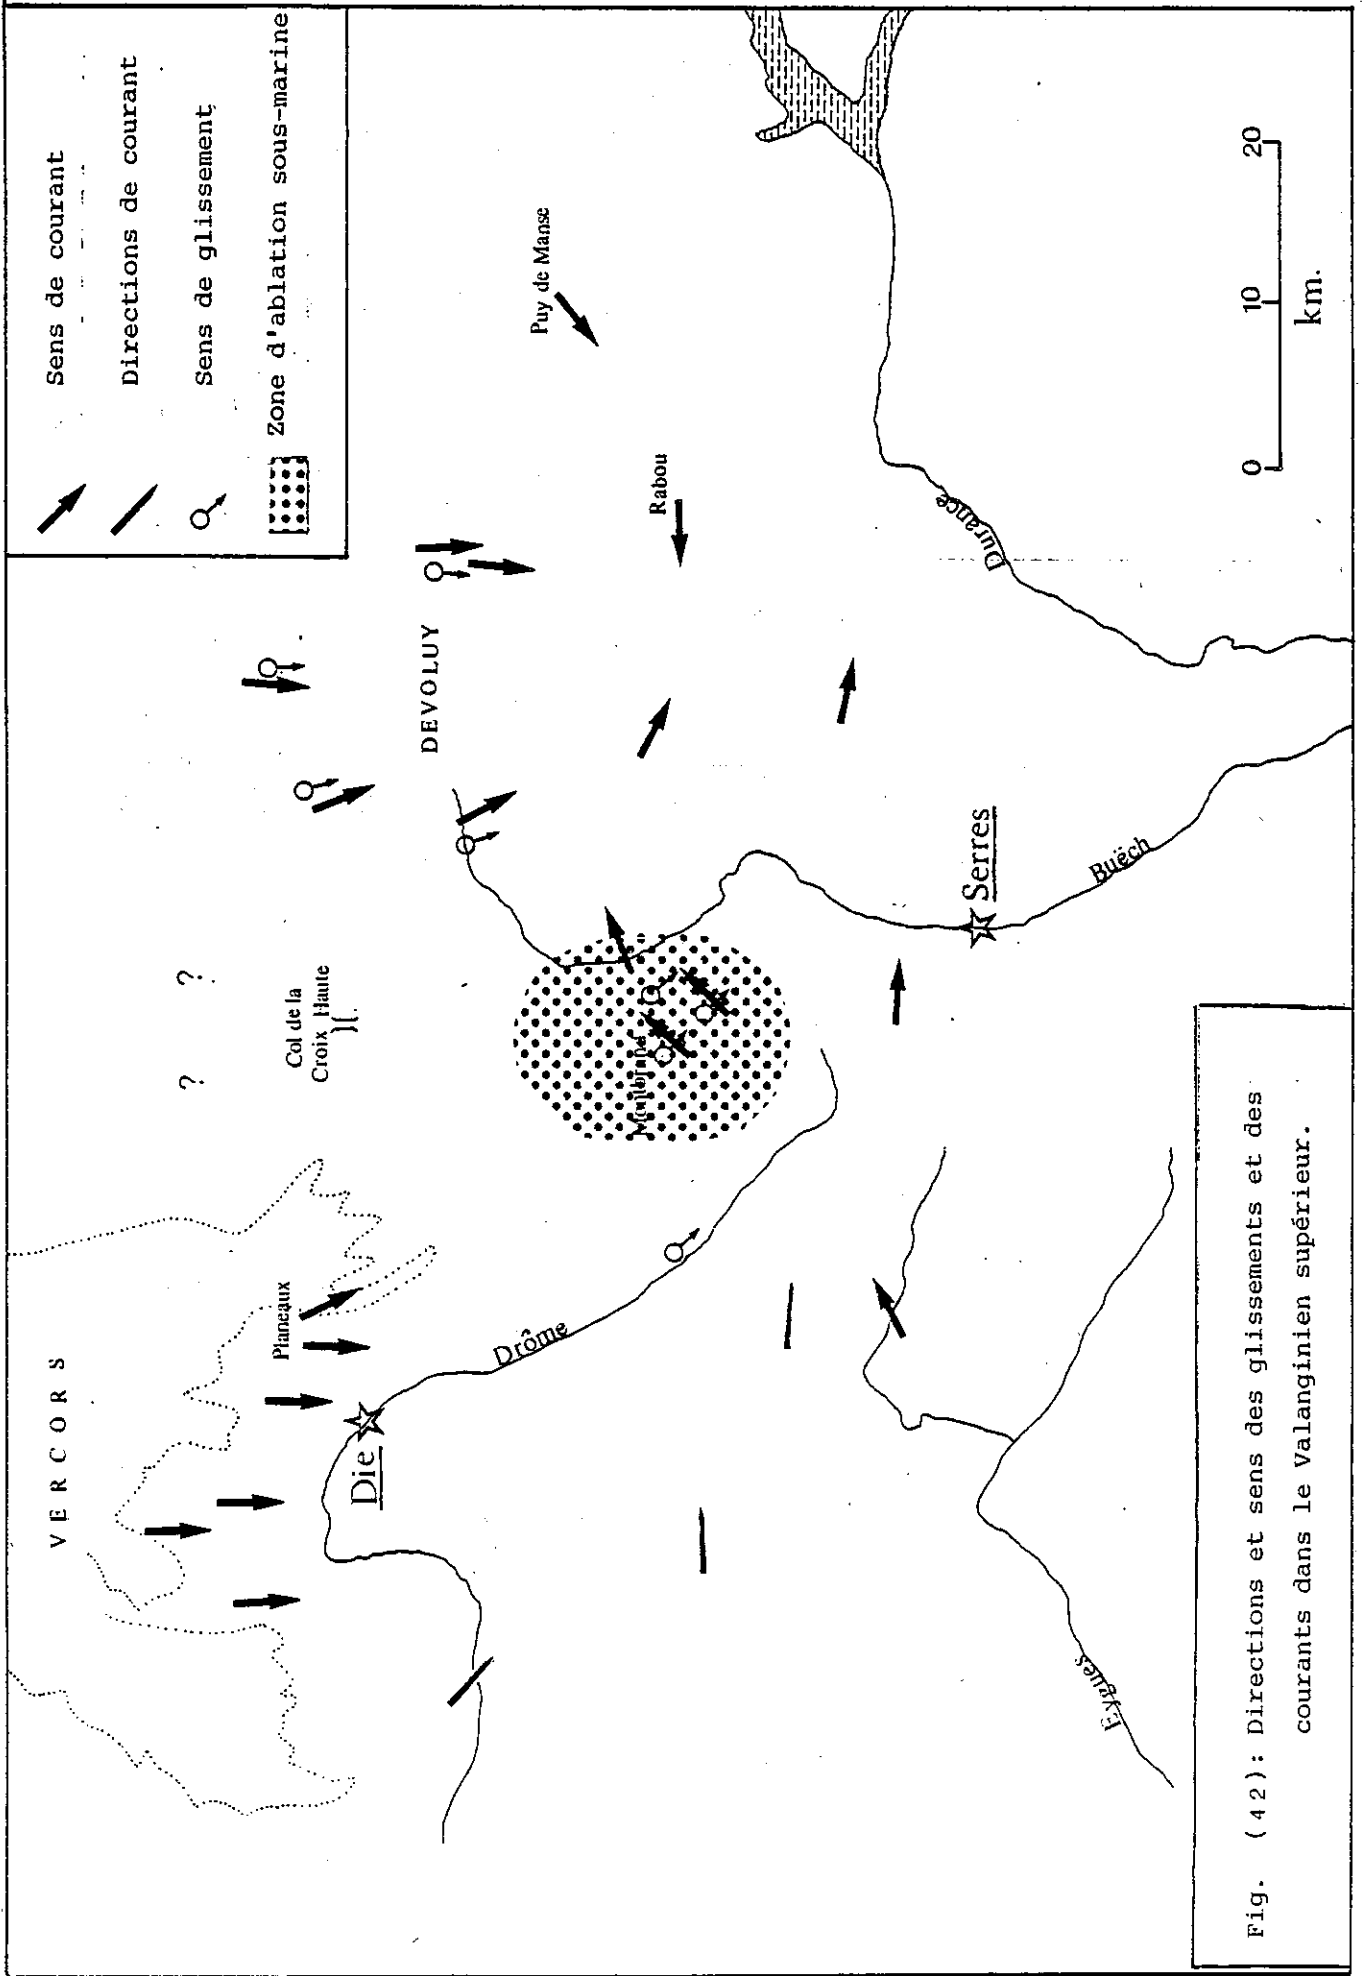 Sens de courant
Directions de courant
Sens de glissement
Zone d'ablation sous-marine
VERCORS
Planeaux
Col de la
Croix Haute
? ?
DEVOLUY
Puy de Manse
Rabou
Die
Drôme
Serres
Buëch
Durance
Eygues
0 10 20
km.
Fig. (42): Directions et sens des glissements et des
courants dans le Valanginien supérieur.